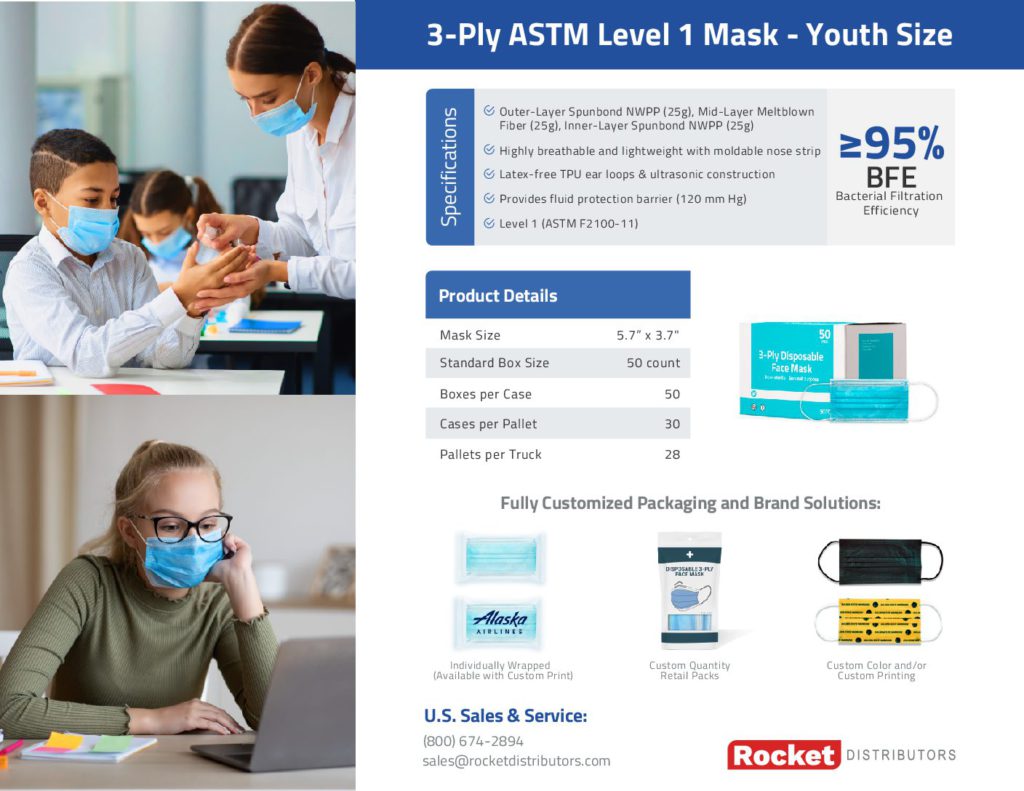 3-Ply ASTM Level 1 Mask - Youth Size
Specifications
Outer-Layer Spunbond NWPP (25g), Mid-Layer Meltblown
Fiber (25g), Inner-Layer Spunbond NWPP (25g)
Highly breathable and lightweight with moldable nose strip
Latex-free TPU ear loops & ultrasonic construction
Provides fluid protection barrier (120 mm Hg)
Level 1 (ASTM F2100-11)
≥95%
BFE
Bacterial Filtration
Efficiency
Product Details
Mask Size 5.7” x 3.7"
Standard Box Size 50 count
Boxes per Case 50
Cases per Pallet 30
Pallets per Truck 28
50
3-Ply Disposable
Face Mask
Fully Customized Packaging and Brand Solutions:
Alaska
AIRLINES
DISPOSABLE 3-PLY
FACE MASK
Individually Wrapped
(Available with Custom Print)
Custom Quantity
Retail Packs
Custom Color and/or
Custom Printing
U.S. Sales & Service:
(800) 674-2894
sales@rocketdistributors.com
Rocket DISTRIBUTORS